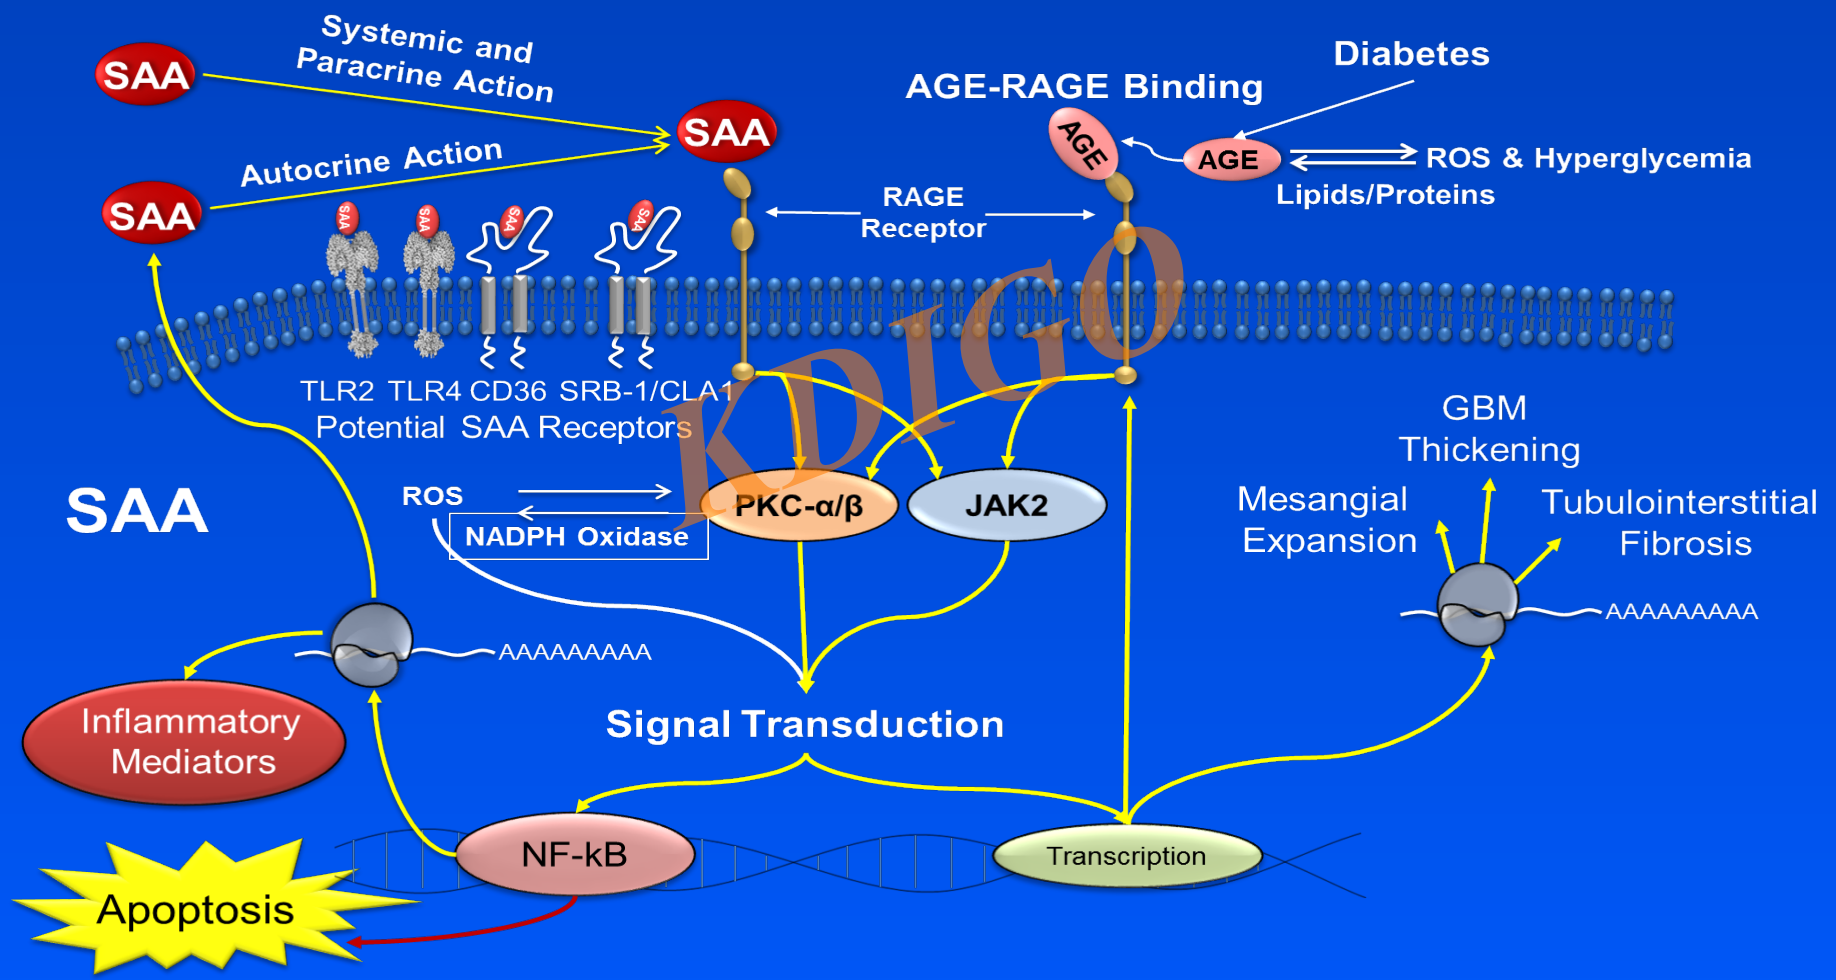 Systemic and
Paracrine Action
SAA
Autocrine Action
SAA
SAA
AGE-RAGE Binding
Diabetes
AGE
AGE
ROS & Hyperglycemia
Lipids/Proteins
RAGE
Receptor
SAA
SAA
SAA
SAA
TLR2 TLR4 CD36 SRB-1/CLA1
Potential SAA Receptors
KDIGO
SAA
ROS
NADPH Oxidase
PKC-α/β
JAK2
GBM
Thickening
Mesangial
Expansion
Tubulointerstitial
Fibrosis
AAAAAAAAA
AAAAAAAAA
Inflammatory
Mediators
Signal Transduction
NF-kB
Transcription
Apoptosis